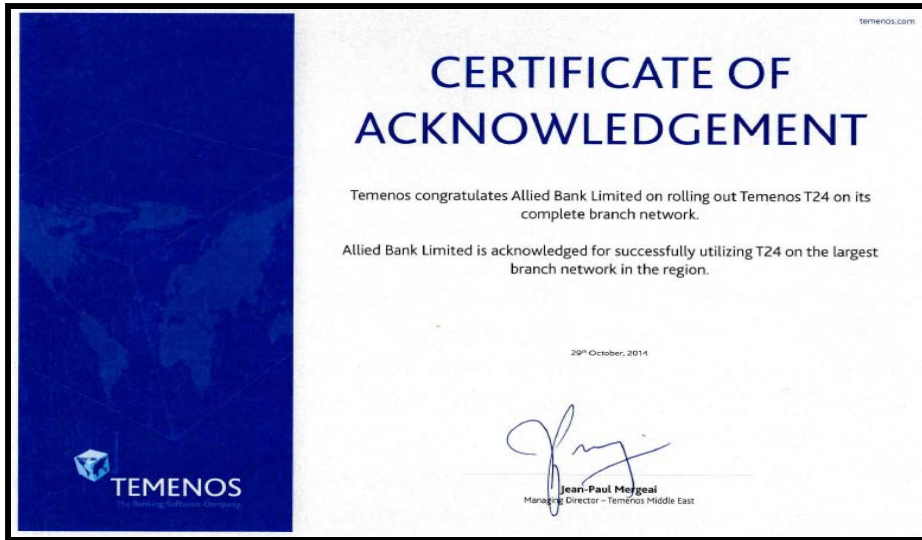 temenos.com
CERTIFICATE OF
ACKNOWLEDGEMENT
Temenos congratulates Allied Bank Limited on rolling out Temenos T24 on its
complete branch network.
Allied Bank Limited is acknowledged for successfully utilizing T24 on the largest
branch network in the region.
29th October, 2014
Jean-Paul Mergeai
Managing Director – Temenos Middle East
TEMENOS
The Banking Software Company